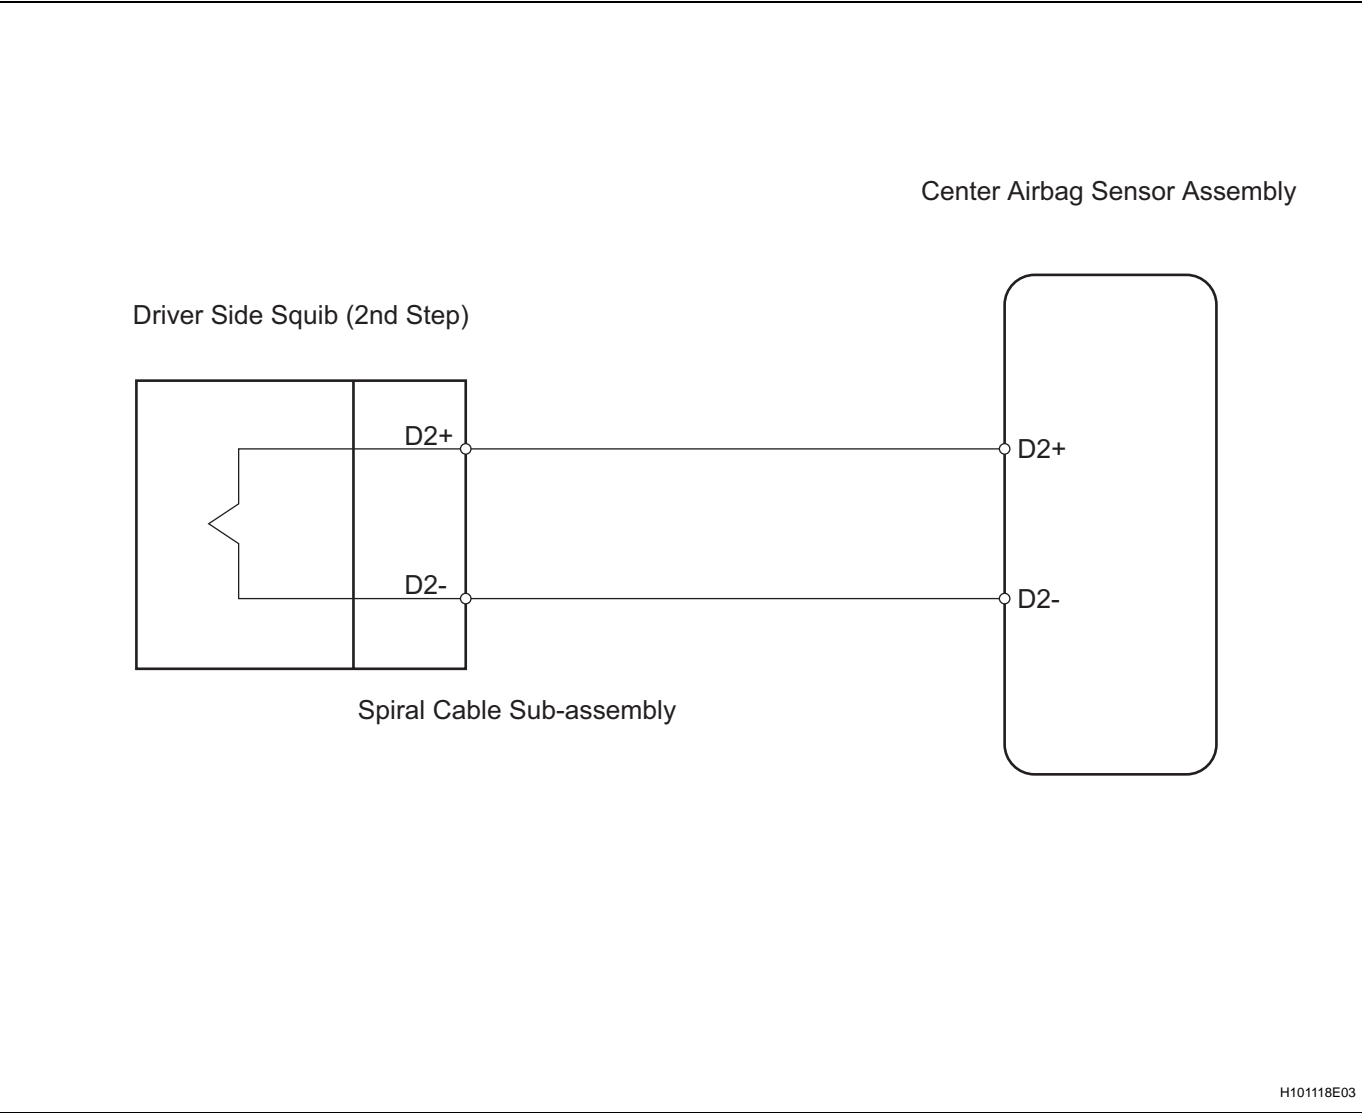 Center Airbag Sensor Assembly
Driver Side Squib (2nd Step)
D2+
D2+
D2-
D2-
Spiral Cable Sub-assembly
H101118E03